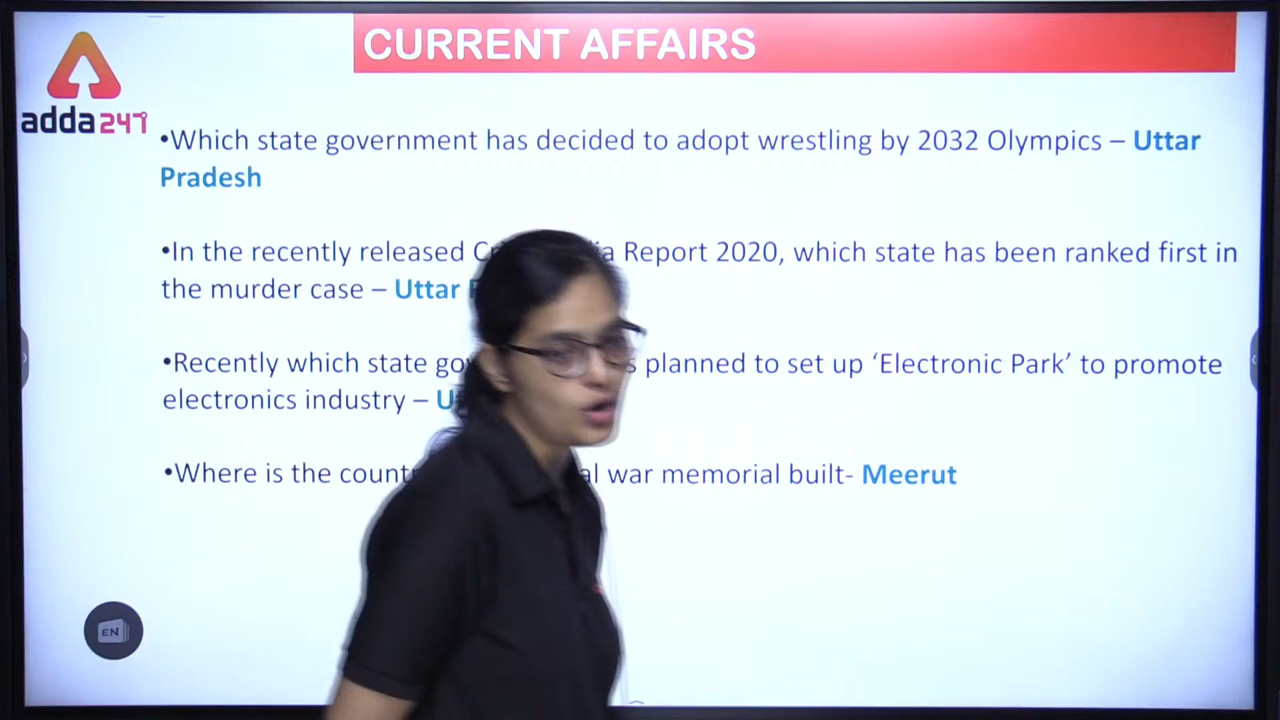 CURRENT AFFAIRS
adda247
•Which state government has decided to adopt wrestling by 2032 Olympics – Uttar
Pradesh
•In the recently released Report 2020, which state has been ranked first in
the murder case – Uttar
•Recently which state planned to set up ‘Electronic Park’ to promote
electronics industry –
•Where is the war memorial built- Meerut
EN